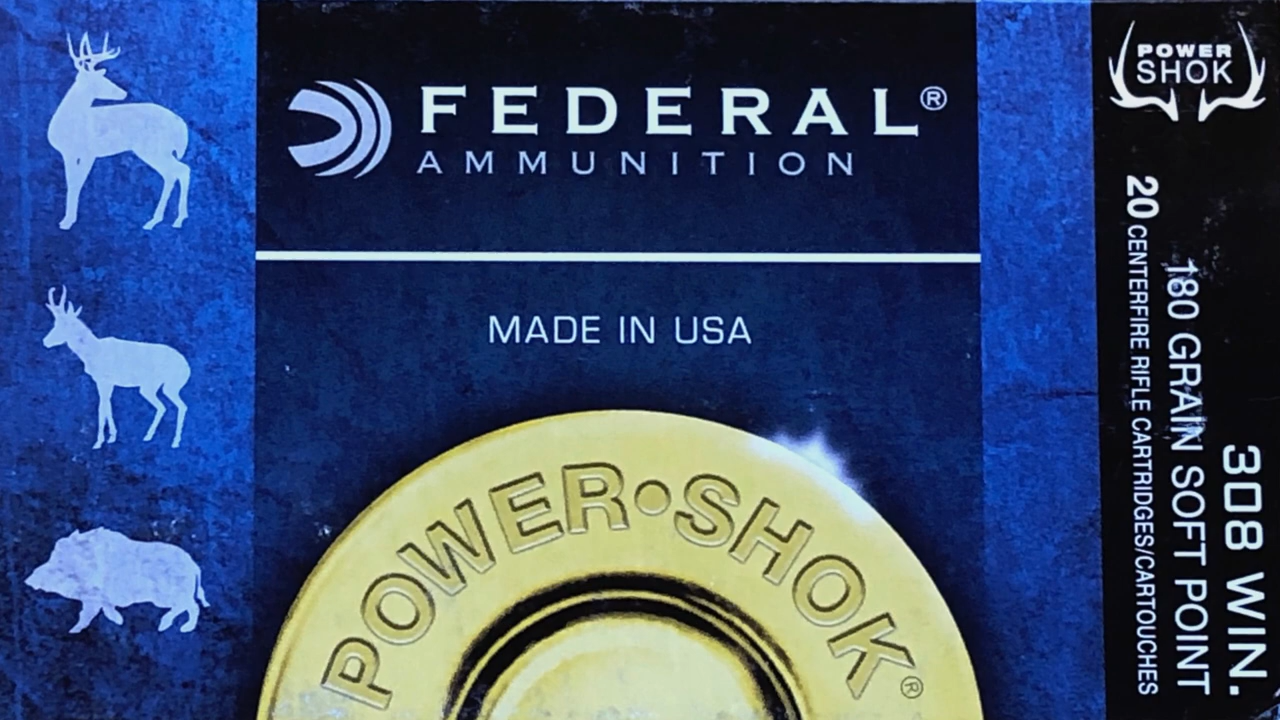 FEDERAL®
AMMUNITION
MADE IN USA
POWER•SHOK®
POWER
SHOK
308 WIN.
180 GRAIN SOFT POINT
20 CENTERFIRE RIFLE CARTRIDGES/CARTOUCHES